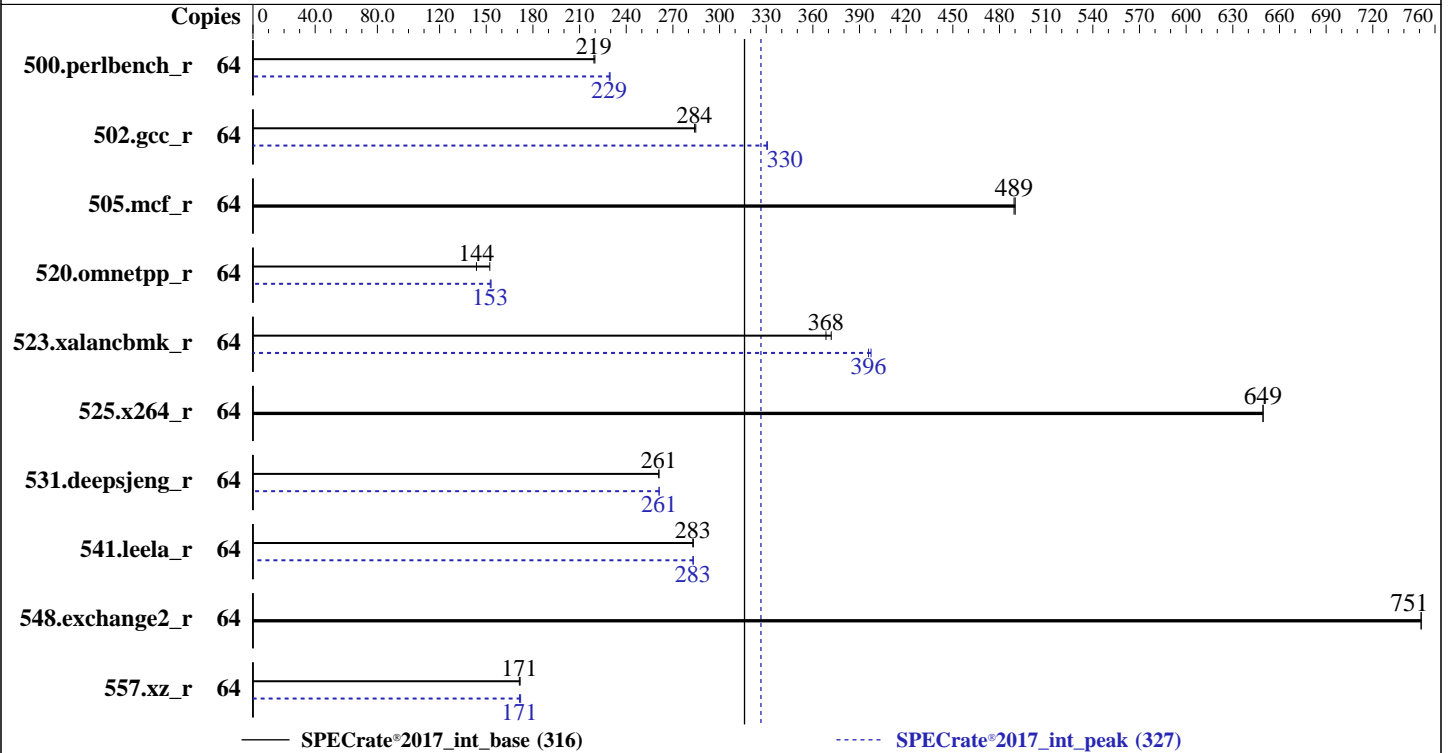 Copies 0 40.0 80.0 120 150 180 210 240 270 300 330 360 390 420 450 480 510 540 570 600 630 660 690 720 760
219
500.perlbench_r 64
229
284
502.gcc_r 64
330
489
505.mcf_r 64
144
520.omnetpp_r 64
153
368
523.xalancbmk_r 64
396
649
525.x264_r 64
261
531.deepsjeng_r 64
261
283
541.leela_r 64
283
751
548.exchange2_r 64
171
557.xz_r 64
171
SPECrate®2017_int_base (316) SPECrate®2017_int_peak (327)